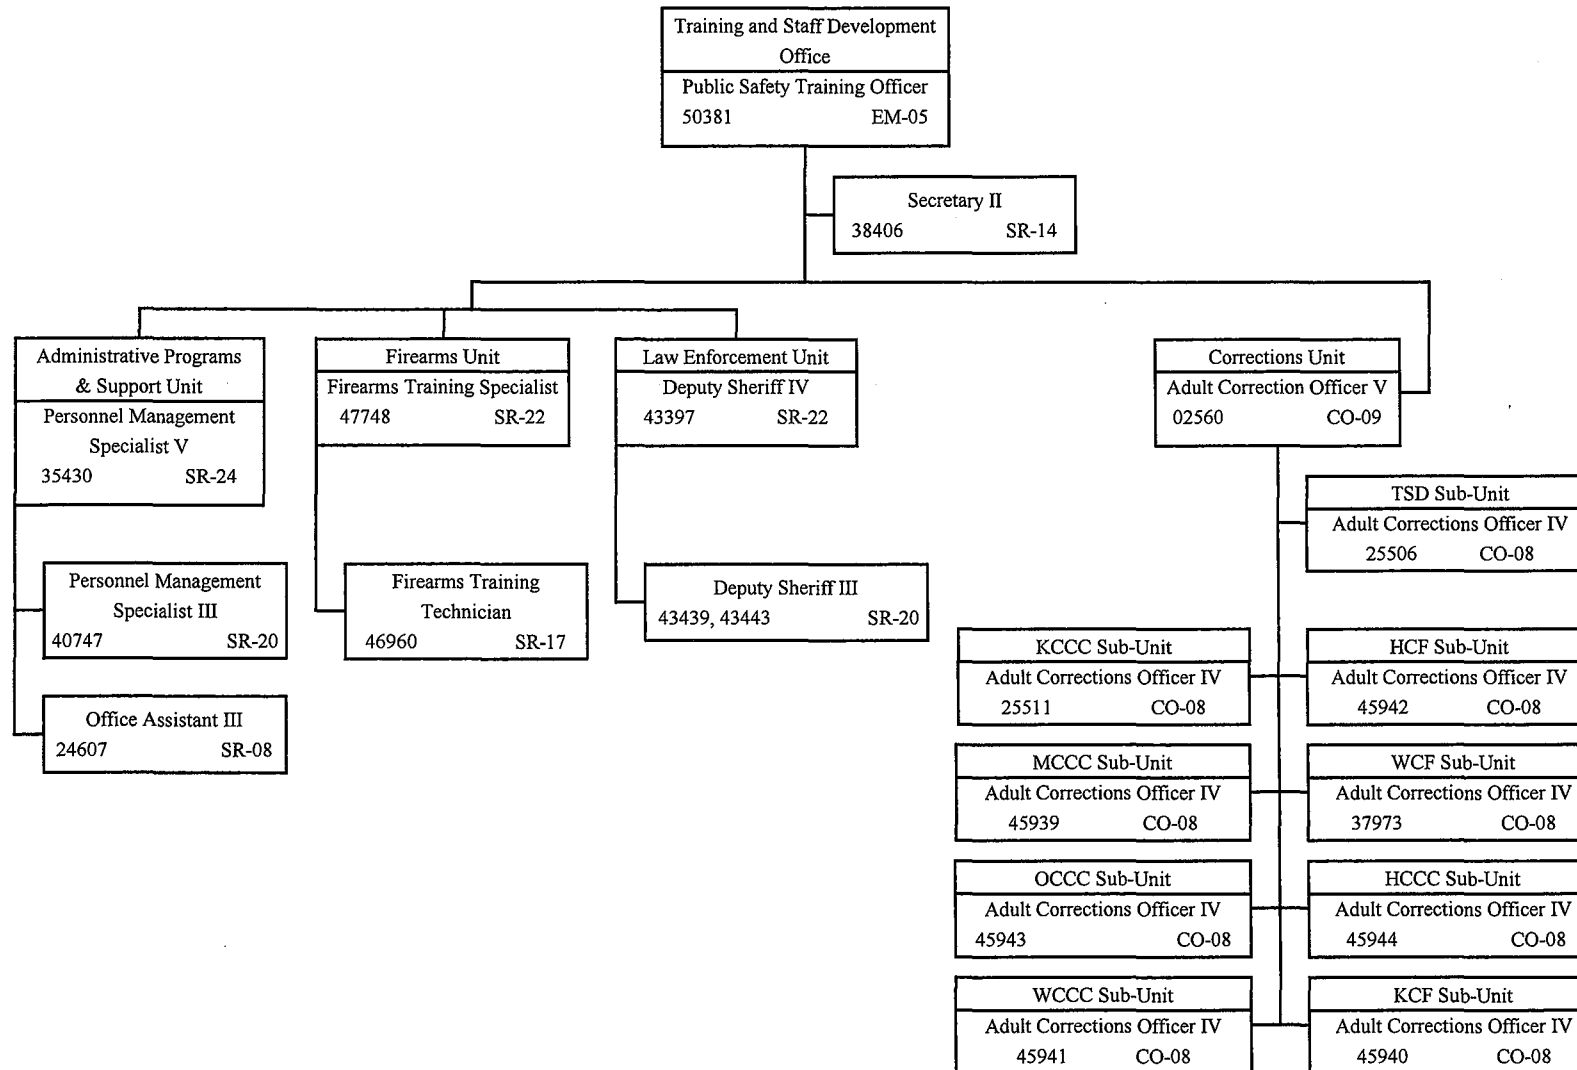 Training and Staff Development
Office
Public Safety Training Officer
50381 EM-05
Secretary II
38406 SR-14
Administrative Programs
& Support Unit
Personnel Management
Specialist V
35430 SR-24
Personnel Management
Specialist III
40747 SR-20
Office Assistant III
24607 SR-08
Firearms Unit
Firearms Training Specialist
47748 SR-22
Firearms Training
Technician
46960 SR-17
Law Enforcement Unit
Deputy Sheriff IV
43397 SR-22
Deputy Sheriff III
43439, 43443 SR-20
Corrections Unit
Adult Correction Officer V
02560 CO-09
TSD Sub-Unit
Adult Corrections Officer IV
25506 CO-08
KCCC Sub-Unit
Adult Corrections Officer IV
25511 CO-08
HCF Sub-Unit
Adult Corrections Officer IV
45942 CO-08
MCCC Sub-Unit
Adult Corrections Officer IV
45939 CO-08
WCF Sub-Unit
Adult Corrections Officer IV
37973 CO-08
OCCC Sub-Unit
Adult Corrections Officer IV
45943 CO-08
HCCC Sub-Unit
Adult Corrections Officer IV
45944 CO-08
WCCC Sub-Unit
Adult Corrections Officer IV
45941 CO-08
KCF Sub-Unit
Adult Corrections Officer IV
45940 CO-08